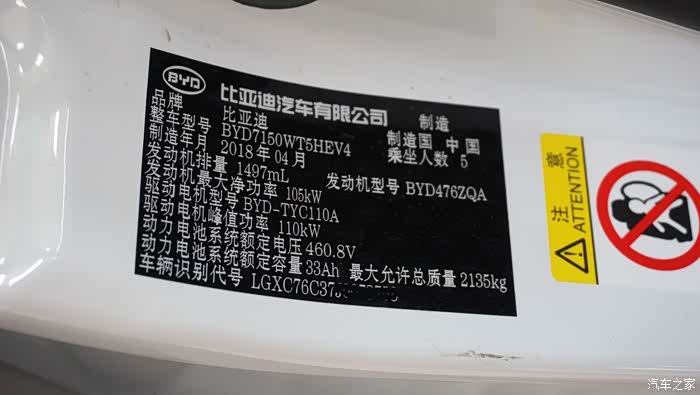 BYD 比亚迪汽车有限公司 制造
品牌 比亚迪
整车型号 BYD7150WT5HEV4 制造国 中国
制造年月 2018年04月 乘坐人数 5
发动机排量 1497mL
发动机最大净功率 105kW 发动机型号 BYD476ZQA
驱动电机型号 BYD-TYC110A
驱动电机峰值功率 110kW
动力电池系统额定电压 460.8V
动力电池系统额定容量 33Ah 最大允许总质量 2135kg
车辆识别代号
注意
ATTENTION
汽车之家